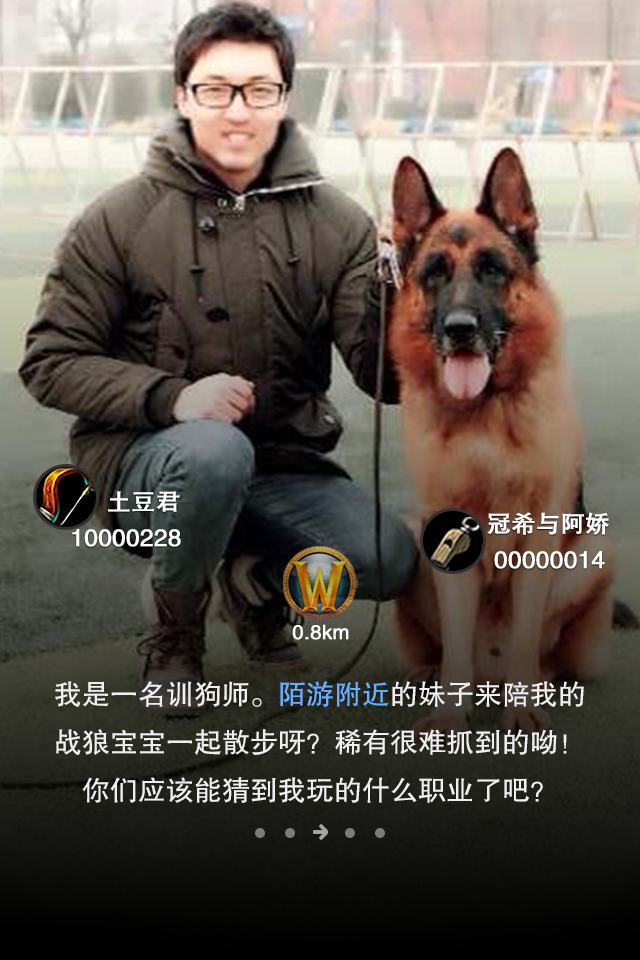 土豆君
10000228
冠希与阿娇
00000014
W
0.8km
我是一名训狗师。陌游附近的妹子来陪我的
战狼宝宝一起散步呀？稀有很难抓到的呦！
你们应该能猜到我玩的什么职业了吧？